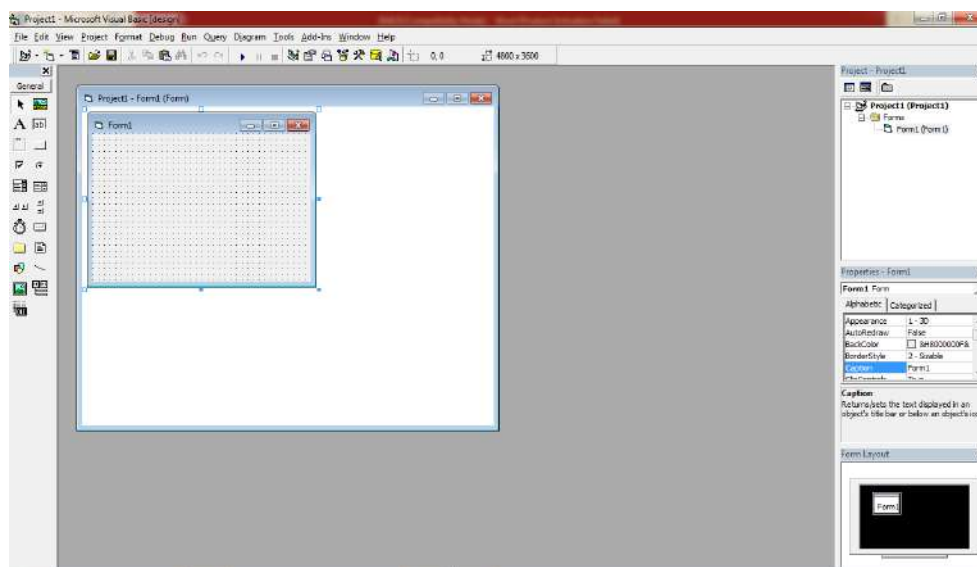 Project1 - Microsoft Visual Basic [design]
File Edit View Project Format Debug Run Query Diagram Tools Add-Ins Window Help
0, 0 4800 x 3600
General
A ab
Project1 - Form1 (Form)
Form1
Project - Project1
Project1 (Project1)
Forms
Form1 (Form1)
Properties - Form1
Form1 Form
Alphabetic Categorized
Appearance 1 - 3D
AutoRedraw False
BackColor &H8000000F&
BorderStyle 2 - Sizable
Caption Form1
Caption
Returns/sets the text displayed in an
object's title bar or below an object's
Form Layout
Form1